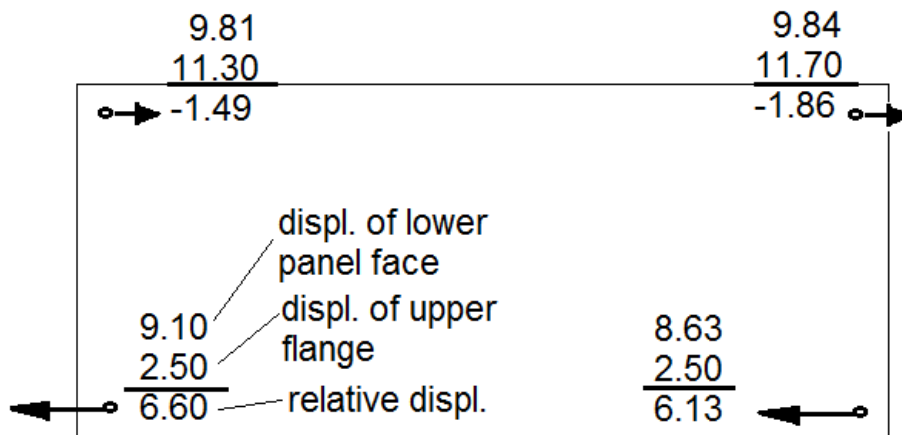 9.81
11.30
-1.49
9.84
11.70
-1.86
displ. of lower
panel face
displ. of upper
flange
relative displ.
9.10
2.50
6.60
8.63
2.50
6.13